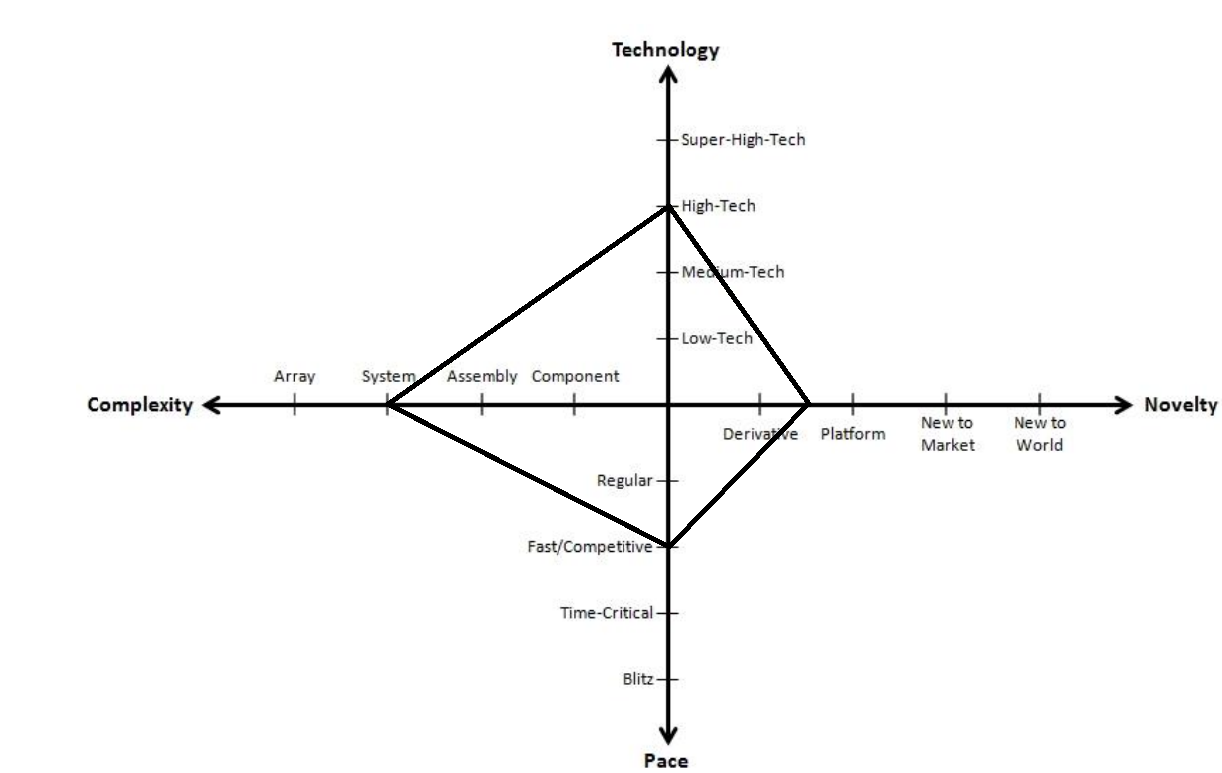 Technology
Super-High-Tech
High-Tech
Medium-Tech
Low-Tech
Array
System
Assembly
Component
Complexity
Novelty
Derivative
Platform
New to
Market
New to
World
Regular
Fast/Competitive
Time-Critical
Blitz
Pace